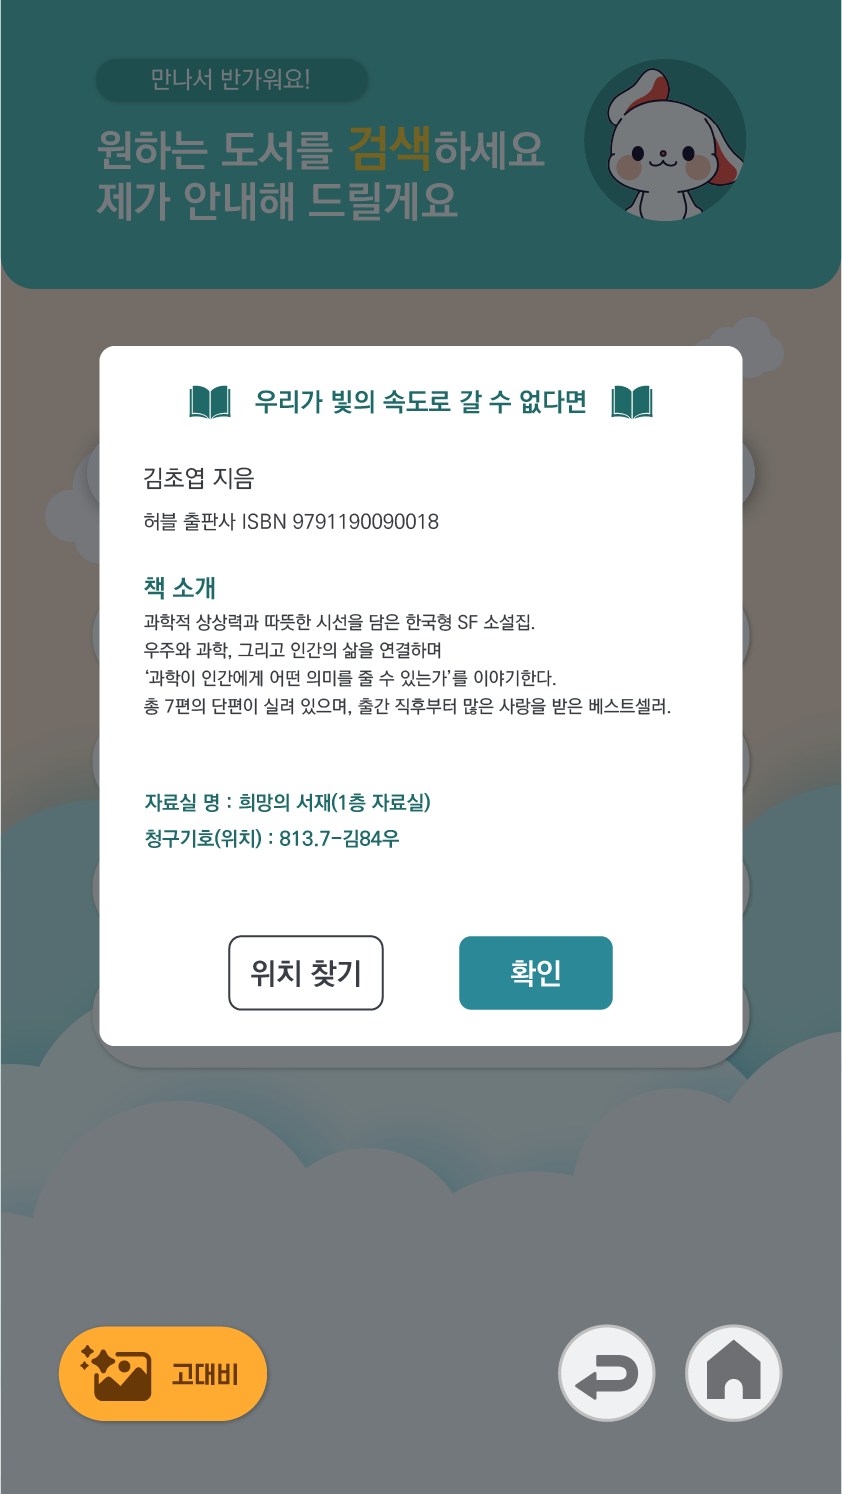 만나서 반가워요!
원하는 도서를 검색하세요
제가 안내해 드릴게요
우리가 빛의 속도로 갈 수 없다면
김초엽 지음
허블 출판사 ISBN 9791190090018
책 소개
과학적 상상력과 따뜻한 시선을 담은 한국형 SF 소설집.
우주와 과학, 그리고 인간의 삶을 연결하며
‘과학이 인간에게 어떤 의미를 줄 수 있는가’를 이야기한다.
총 7편의 단편이 실려 있으며, 출간 직후부터 많은 사랑을 받은 베스트셀러.
자료실 명 : 희망의 서재(1층 자료실)
청구기호(위치) : 813.7-김84우
위치 찾기
확인
고대비